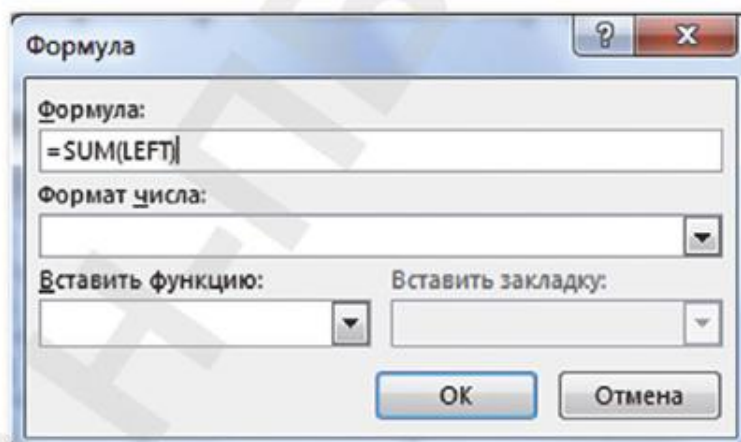 Формула
Формула:
=SUM(LEFT)
Формат числа:
Вставить функцию: Вставить закладку:
ОК Отмена